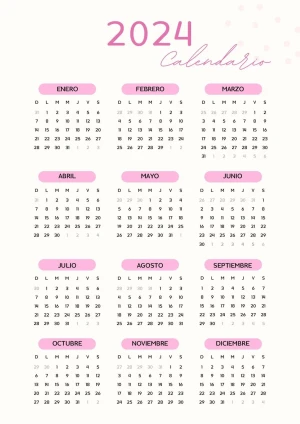 2024
Calendario
ENERO
D L M M J V S
31 1 2 3 4 5 6
7 8 9 10 11 12 13
14 15 16 17 18 19 20
21 22 23 24 25 26 27
28 29 30 31 1 2 3
FEBRERO
D L M M J V S
28 29 30 31 1 2 3
4 5 6 7 8 9 10
11 12 13 14 15 16 17
18 19 20 21 22 23 24
25 26 27 28 29 1 2
MARZO
D L M M J V S
25 26 27 28 29 1 2
3 4 5 6 7 8 9
10 11 12 13 14 15 16
17 18 19 20 21 22 23
24 25 26 27 28 29 30
31 1 2 3 4 5 6
ABRIL
D L M M J V S
31 1 2 3 4 5 6
7 8 9 10 11 12 13
14 15 16 17 18 19 20
21 22 23 24 25 26 27
28 29 30 1 2 3 4
MAYO
D L M M J V S
28 29 30 1 2 3 4
5 6 7 8 9 10 11
12 13 14 15 16 17 18
19 20 21 22 23 24 25
26 27 28 29 30 31 1
JUNIO
D L M M J V S
26 27 28 29 30 31 1
2 3 4 5 6 7 8
9 10 11 12 13 14 15
16 17 18 19 20 21 22
23 24 25 26 27 28 29
30 1 2 3 4 5 6
JULIO
D L M M J V S
1 2 3 4 5 6
7 8 9 10 11 12 13
14 15 16 17 18 19 20
21 22 23 24 25 26 27
28 29 30 31 1 2 3
AGOSTO
D L M M J V S
28 29 30 31 1 2 3
4 5 6 7 8 9 10
11 12 13 14 15 16 17
18 19 20 21 22 23 24
25 26 27 28 29 30 31
SEPTIEMBRE
D L M M J V S
1 2 3 4 5 6 7
8 9 10 11 12 13 14
15 16 17 18 19 20 21
22 23 24 25 26 27 28
29 30 1 2 3 4 5
OCTUBRE
D L M M J V S
29 30 1 2 3 4 5
6 7 8 9 10 11 12
13 14 15 16 17 18 19
20 21 22 23 24 25 26
27 28 29 30 31 1 2
NOVIEMBRE
D L M M J V S
27 28 29 30 31 1 2
3 4 5 6 7 8 9
10 11 12 13 14 15 16
17 18 19 20 21 22 23
24 25 26 27 28 29 30
DICIEMBRE
D L M M J V S
1 2 3 4 5 6 7
8 9 10 11 12 13 14
15 16 17 18 19 20 21
22 23 24 25 26 27 28
29 30 31 1 2 3 4